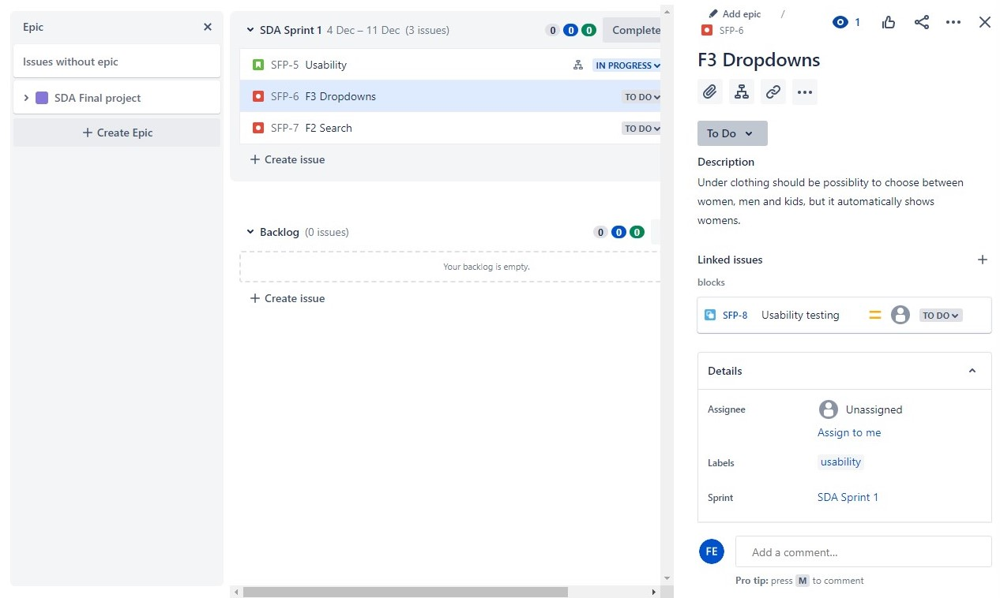 Epic
Issues without epic
SDA Final project
Create Epic
SDA Sprint 1 4 Dec – 11 Dec (3 issues)
0 0 0
Complete
SFP-5 Usability
IN PROGRESS
SFP-6 F3 Dropdowns
TO DO
SFP-7 F2 Search
TO DO
Create issue
Backlog (0 issues)
0 0 0
Your backlog is empty.
Create issue
Add epic /
SFP-6
1
F3 Dropdowns
To Do
Description
Under clothing should be possiblity to choose between
women, men and kids, but it automatically shows
womens.
Linked issues
blocks
SFP-8 Usability testing
TO DO
Details
Assignee
Unassigned
Assign to me
Labels
usability
Sprint
SDA Sprint 1
FE
Add a comment...
Pro tip: press M to comment